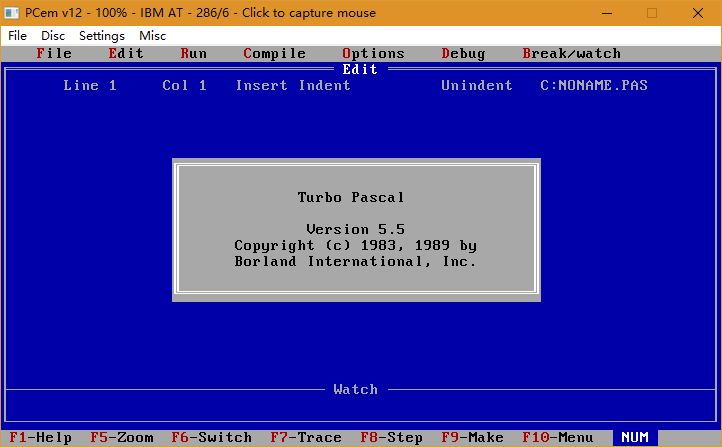 PCem v12 - 100% - IBM AT - 286/6 - Click to capture mouse
File Disc Settings Misc
File Edit Run Compile Options Debug Break/watch
Edit
Line 1 Col 1 Insert Indent Unindent C:NONAME.PAS
Turbo Pascal
Version 5.5
Copyright (c) 1983, 1989 by
Borland International, Inc.
Watch
F1-Help F5-Zoom F6-Switch F7-Trace F8-Step F9-Make F10-Menu NUM